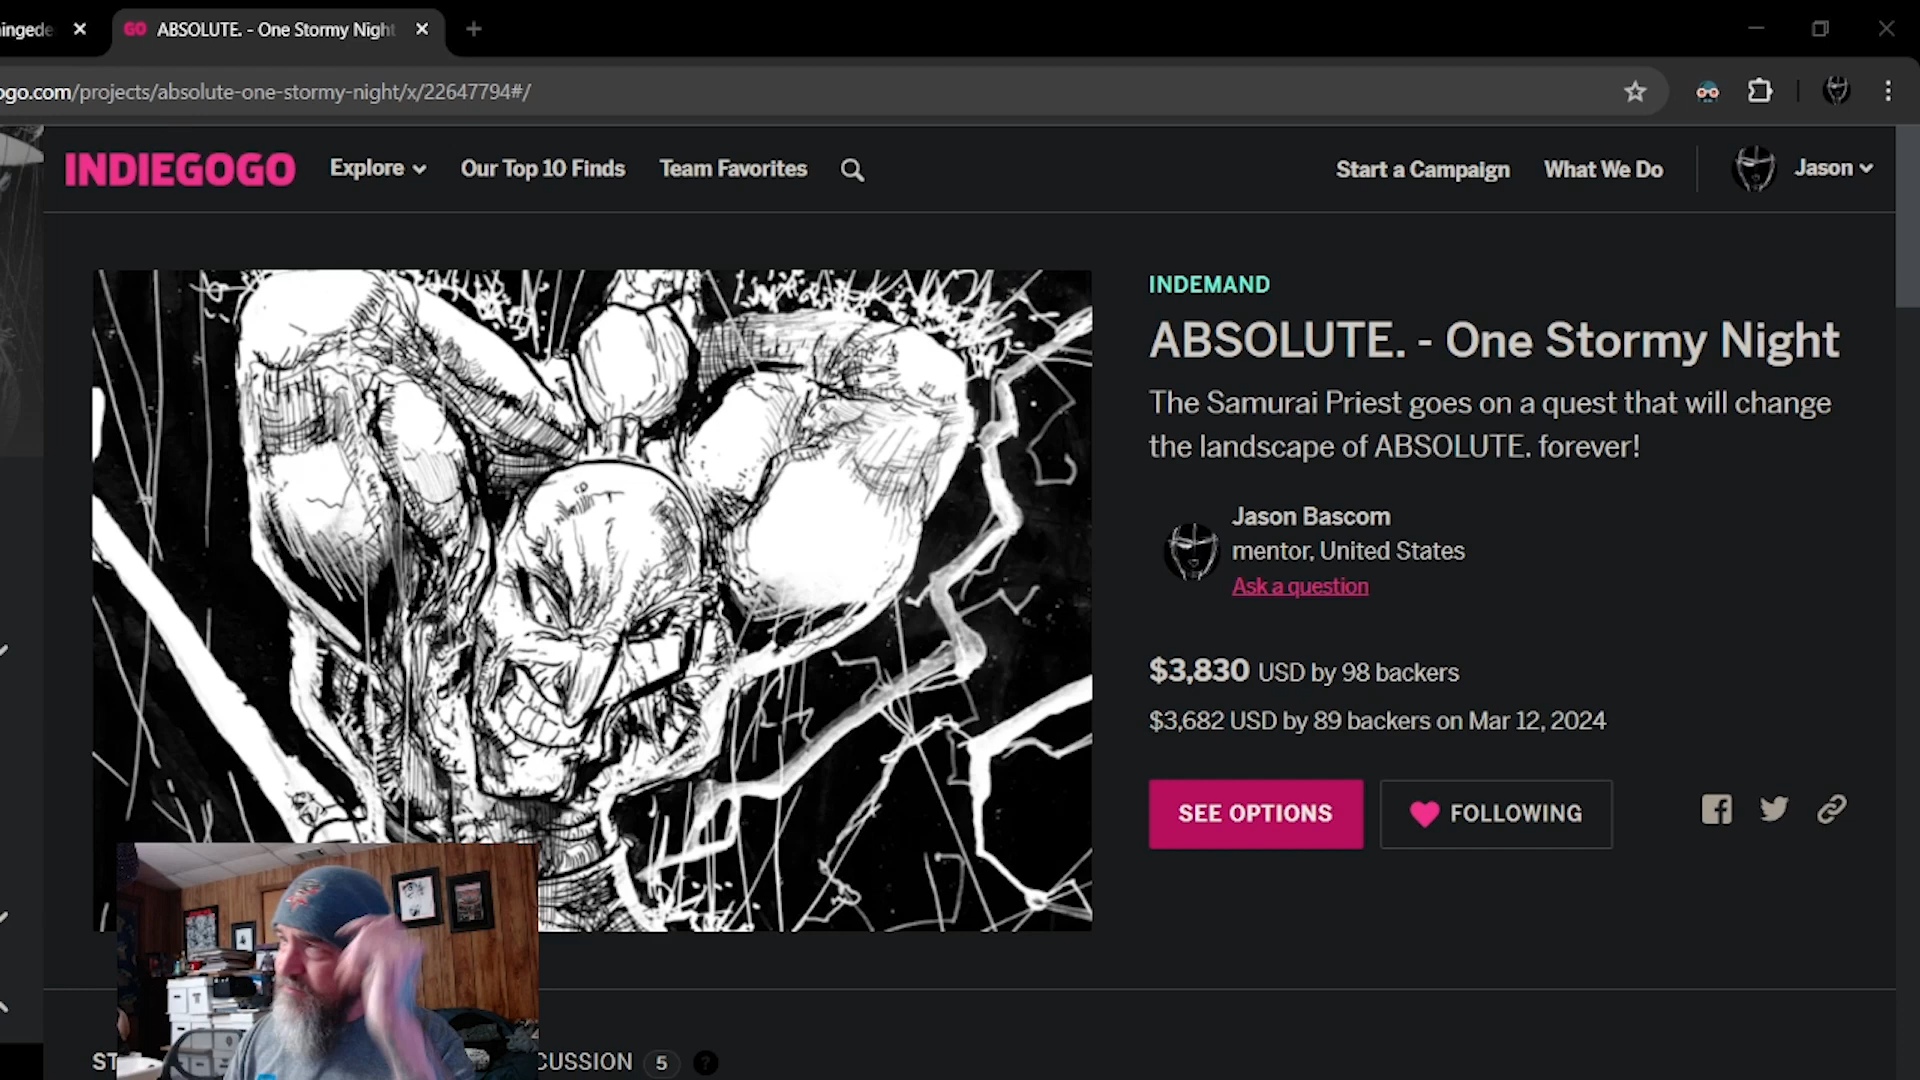 ABSOLUTE. - One Stormy Night
ogo.com/projects/absolute-one-stormy-night/x/22647794#/
INDIEGOGO
Explore
Our Top 10 Finds
Team Favorites
Start a Campaign
What We Do
Jason
INDEMAND
ABSOLUTE. - One Stormy Night
The Samurai Priest goes on a quest that will change
the landscape of ABSOLUTE. forever!
Jason Bascom
mentor, United States
Ask a question
$3,830 USD by 98 backers
$3,682 USD by 89 backers on Mar 12, 2024
SEE OPTIONS
FOLLOWING
ST
CUSSION 5 ?